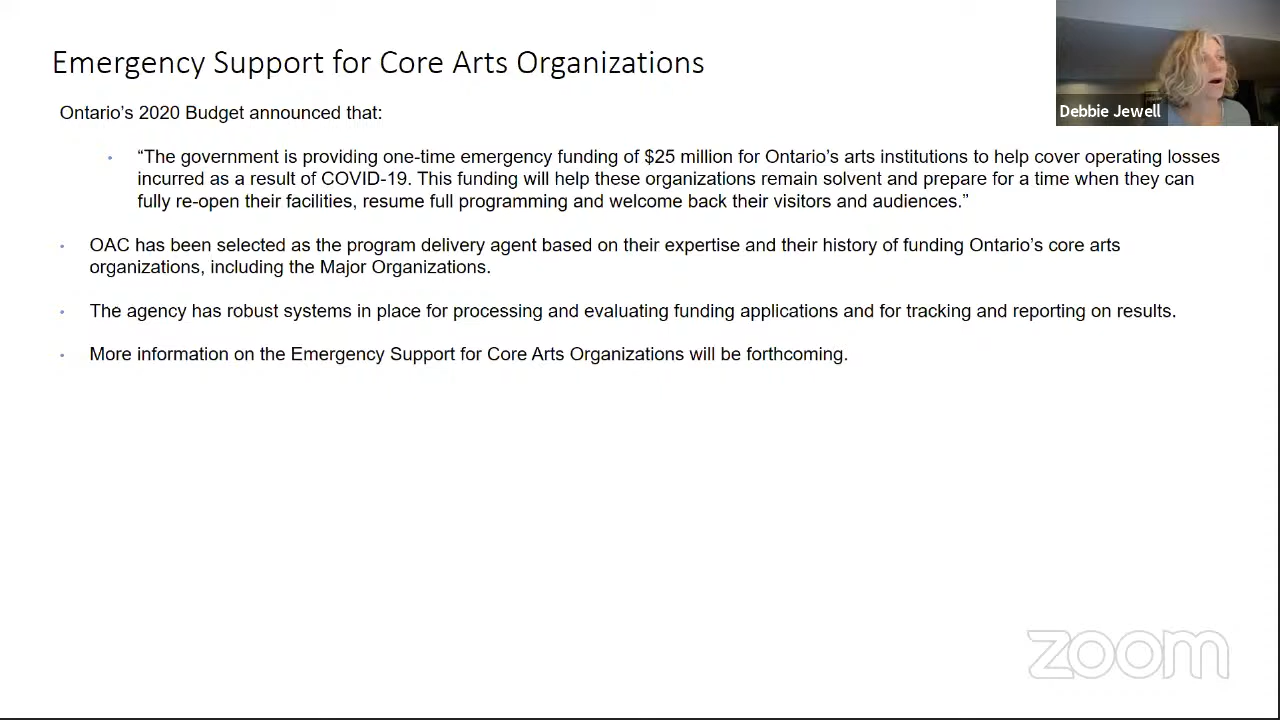 Emergency Support for Core Arts Organizations
Debbie Jewell
Ontario’s 2020 Budget announced that:
• “The government is providing one-time emergency funding of $25 million for Ontario’s arts institutions to help cover operating losses
incurred as a result of COVID-19. This funding will help these organizations remain solvent and prepare for a time when they can
fully re-open their facilities, resume full programming and welcome back their visitors and audiences.”
• OAC has been selected as the program delivery agent based on their expertise and their history of funding Ontario’s core arts
organizations, including the Major Organizations.
• The agency has robust systems in place for processing and evaluating funding applications and for tracking and reporting on results.
• More information on the Emergency Support for Core Arts Organizations will be forthcoming.
zoom